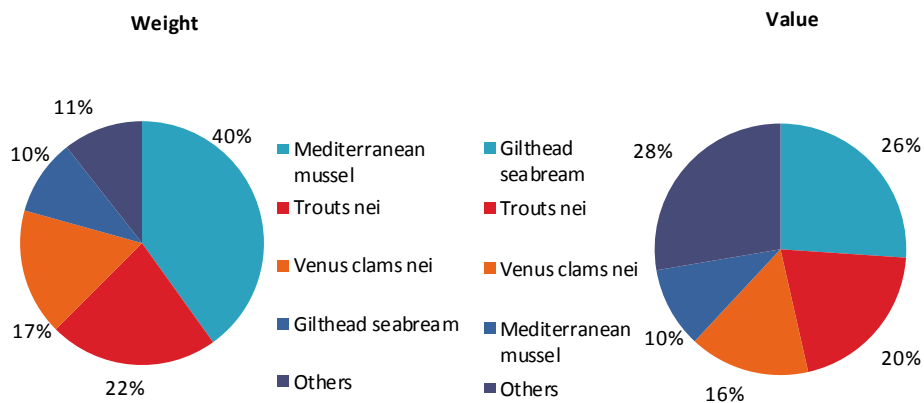 Weight
Value
11%
10%
40%
17%
22%
Mediterranean
mussel
Trouts nei
Venus clams nei
Gilthead seabream
Others
Gilthead
seabream
Trouts nei
Venus clams nei
Mediterranean
mussel
Others
28%
26%
10%
16%
20%